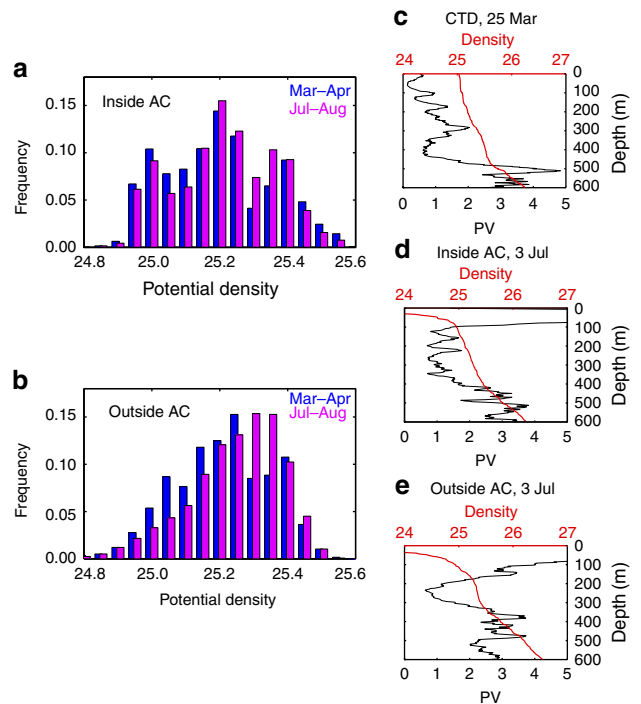 a
Inside AC
Mar–Apr
Jul–Aug
Frequency
0.15
0.10
0.05
0.00
24.8 25.0 25.2 25.4 25.6
Potential density
b
Outside AC
Mar–Apr
Jul–Aug
Frequency
0.15
0.10
0.05
0.00
24.8 25.0 25.2 25.4 25.6
Potential density
c
CTD, 25 Mar
Density
24 25 26 27
0
100
200
300
400
500
600
Depth (m)
0 1 2 3 4 5
PV
d
Inside AC, 3 Jul
Density
24 25 26 27
0
100
200
300
400
500
600
Depth (m)
0 1 2 3 4 5
PV
e
Outside AC, 3 Jul
Density
24 25 26 27
0
100
200
300
400
500
600
Depth (m)
0 1 2 3 4 5
PV